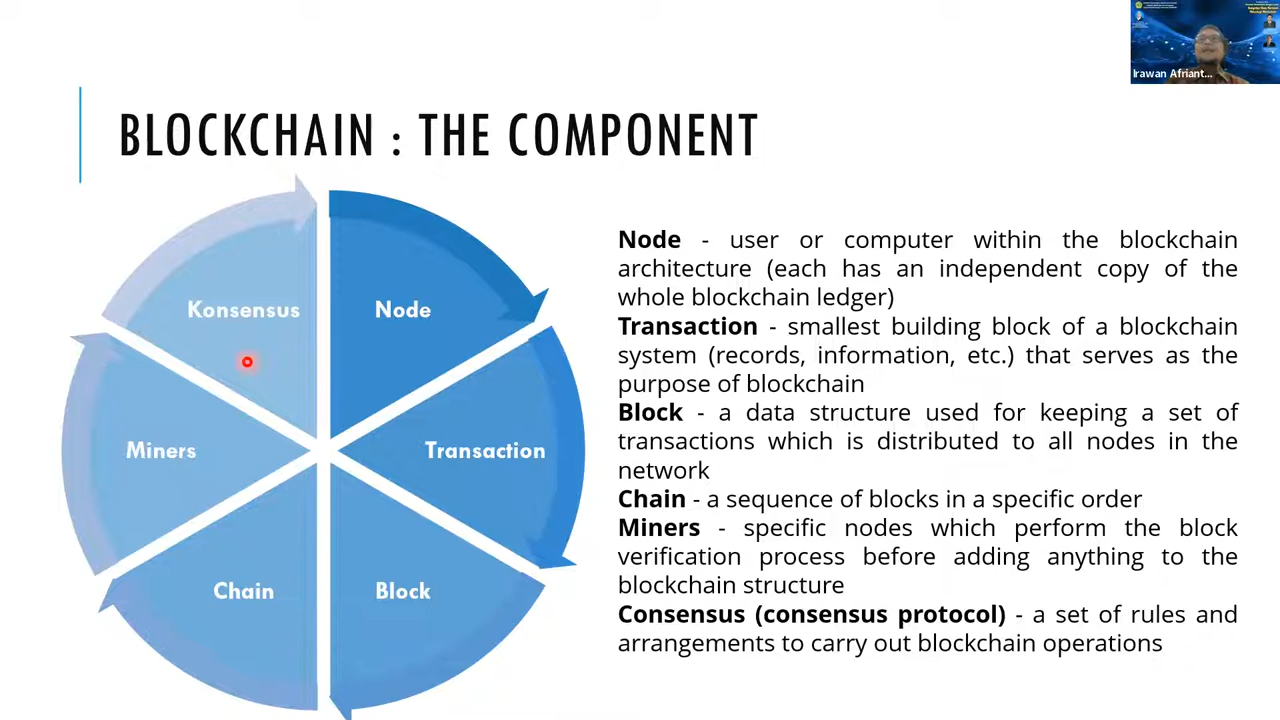 Irawan Afriant...
BLOCKCHAIN : THE COMPONENT
Konsensus
Node
Miners
Transaction
Chain
Block
Node - user or computer within the blockchain
architecture (each has an independent copy of the
whole blockchain ledger)
Transaction - smallest building block of a blockchain
system (records, information, etc.) that serves as the
purpose of blockchain
Block - a data structure used for keeping a set of
transactions which is distributed to all nodes in the
network
Chain - a sequence of blocks in a specific order
Miners - specific nodes which perform the block
verification process before adding anything to the
blockchain structure
Consensus (consensus protocol) - a set of rules and
arrangements to carry out blockchain operations